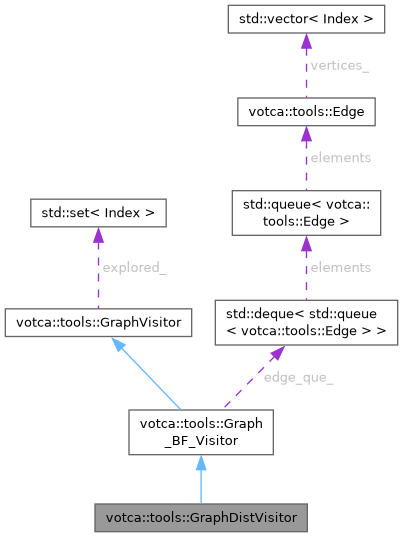 std::vector< Index >
vertices_
votca::tools::Edge
elements
std::queue< votca::
tools::Edge >
std::set< Index >
elements
explored_
std::deque< std::queue
< votca::tools::Edge > >
votca::tools::GraphVisitor
edge_que_
votca::tools::Graph
_BF_Visitor
votca::tools::GraphDistVisitor